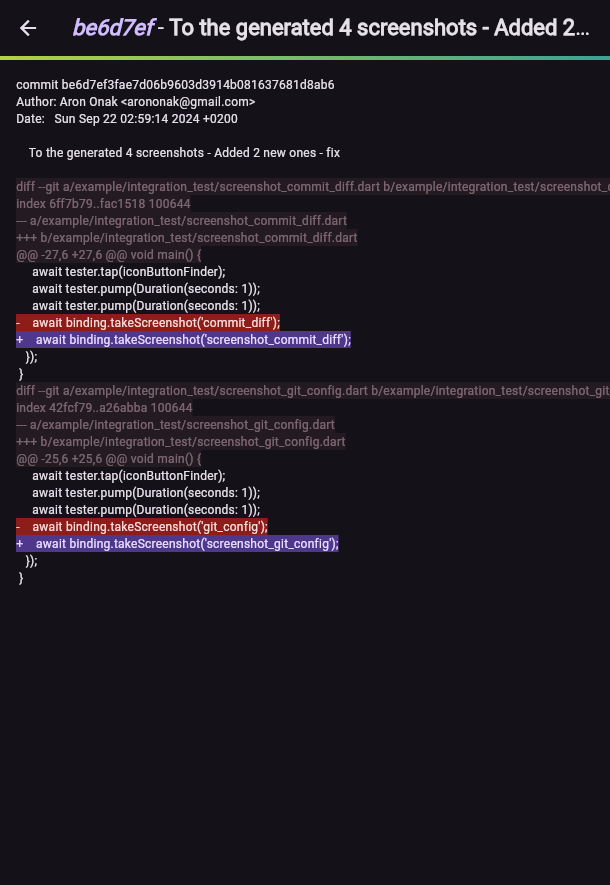 be6d7ef - To the generated 4 screenshots - Added 2...
commit be6d7ef3fae7d06b9603d3914b081637681d8ab6
Author: Aron Onak <arononak@gmail.com>
Date:   Sun Sep 22 02:59:14 2024 +0200
    To the generated 4 screenshots - Added 2 new ones - fix
diff --git a/example/integration_test/screenshot_commit_diff.dart b/example/integration_test/screenshot_c
index 6ff7b79..fac1518 100644
--- a/example/integration_test/screenshot_commit_diff.dart
+++ b/example/integration_test/screenshot_commit_diff.dart
@@ -27,6 +27,6 @@ void main() {
     await tester.tap(iconButtonFinder);
     await tester.pump(Duration(seconds: 1));
     await tester.pump(Duration(seconds: 1));
-    await binding.takeScreenshot('commit_diff');
+    await binding.takeScreenshot('screenshot_commit_diff');
   });
 }
diff --git a/example/integration_test/screenshot_git_config.dart b/example/integration_test/screenshot_git
index 42fcf79..a26abba 100644
--- a/example/integration_test/screenshot_git_config.dart
+++ b/example/integration_test/screenshot_git_config.dart
@@ -25,6 +25,6 @@ void main() {
     await tester.tap(iconButtonFinder);
     await tester.pump(Duration(seconds: 1));
     await tester.pump(Duration(seconds: 1));
-    await binding.takeScreenshot('git_config');
+    await binding.takeScreenshot('screenshot_git_config');
   });
 }